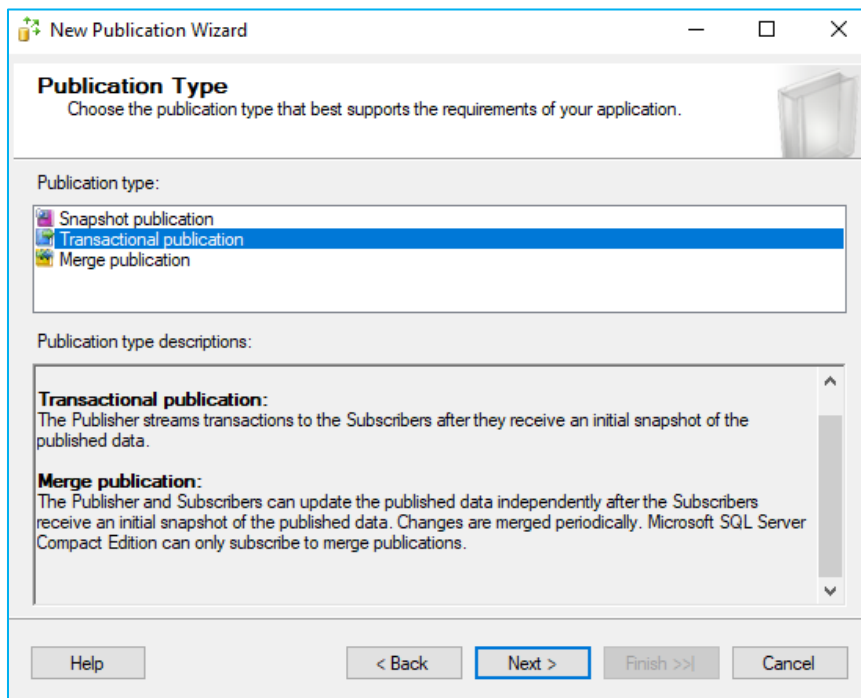 New Publication Wizard
Publication Type
Choose the publication type that best supports the requirements of your application.
Publication type:
Snapshot publication
Transactional publication
Merge publication
Publication type descriptions:
Transactional publication:
The Publisher streams transactions to the Subscribers after they receive an initial snapshot of the
published data.
Merge publication:
The Publisher and Subscribers can update the published data independently after the Subscribers
receive an initial snapshot of the published data. Changes are merged periodically. Microsoft SQL Server
Compact Edition can only subscribe to merge publications.
Help
< Back
Next >
Finish >>|
Cancel